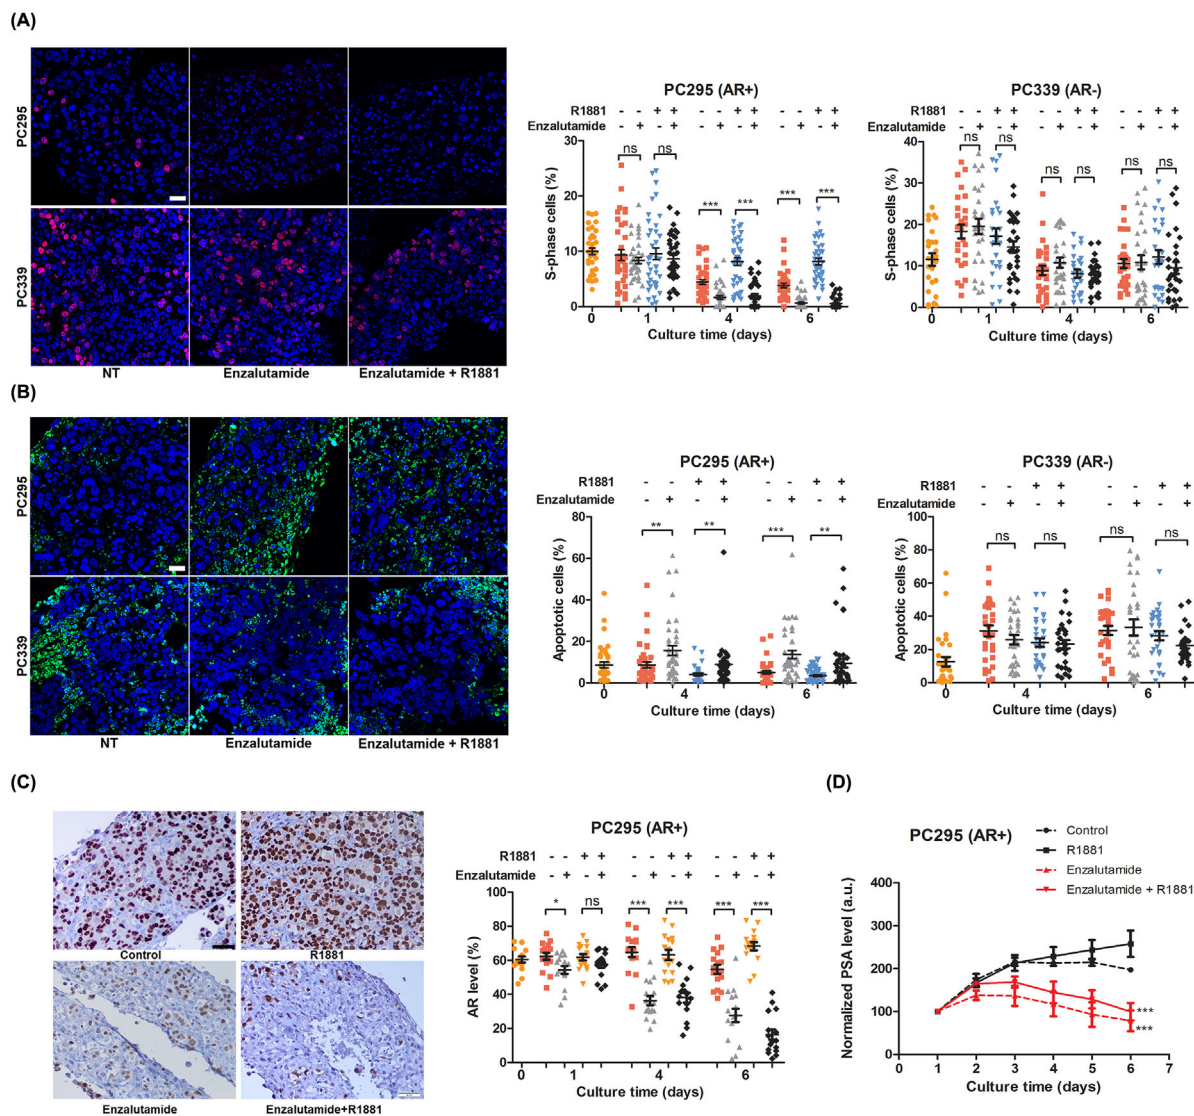 (A)
PC295
PC339
NT Enzalutamide Enzalutamide + R1881
PC295 (AR+)
R1881 - - + + - - + + - - + +
Enzalutamide - + - + - + - + - + - +
ns ns *** *** *** ***
S-phase cells (%)
30
20
10
0
0 1 4 6
Culture time (days)
PC339 (AR-)
R1881 - - + + - - + + - - + +
Enzalutamide - + - + - + - + - + - +
ns ns ns ns ns ns
S-phase cells (%)
40
30
20
10
0
0 1 4 6
Culture time (days)
(B)
PC295
PC339
NT Enzalutamide Enzalutamide + R1881
PC295 (AR+)
R1881 - - + + - - + +
Enzalutamide - + - + - + - +
** ** *** **
Apoptotic cells (%)
80
60
40
20
0
0 4 6
Culture time (days)
PC339 (AR-)
R1881 - - + + - - + +
Enzalutamide - + - + - + - +
ns ns ns ns
Apoptotic cells (%)
100
80
60
40
20
0
0 4 6
Culture time (days)
(C)
Control R1881
Enzalutamide Enzalutamide+R1881
PC295 (AR+)
R1881 - - + + - - + + - - + +
Enzalutamide - + - + - + - + - + - +
* ns *** *** *** ***
AR level (%)
100
80
60
40
20
0
0 1 4 6
Culture time (days)
(D)
PC295 (AR+)
Control
R1881
Enzalutamide
Enzalutamide + R1881
Normalized PSA level (a.u.)
400
300
200
100
0
***
***
0 1 2 3 4 5 6 7
Culture time (days)